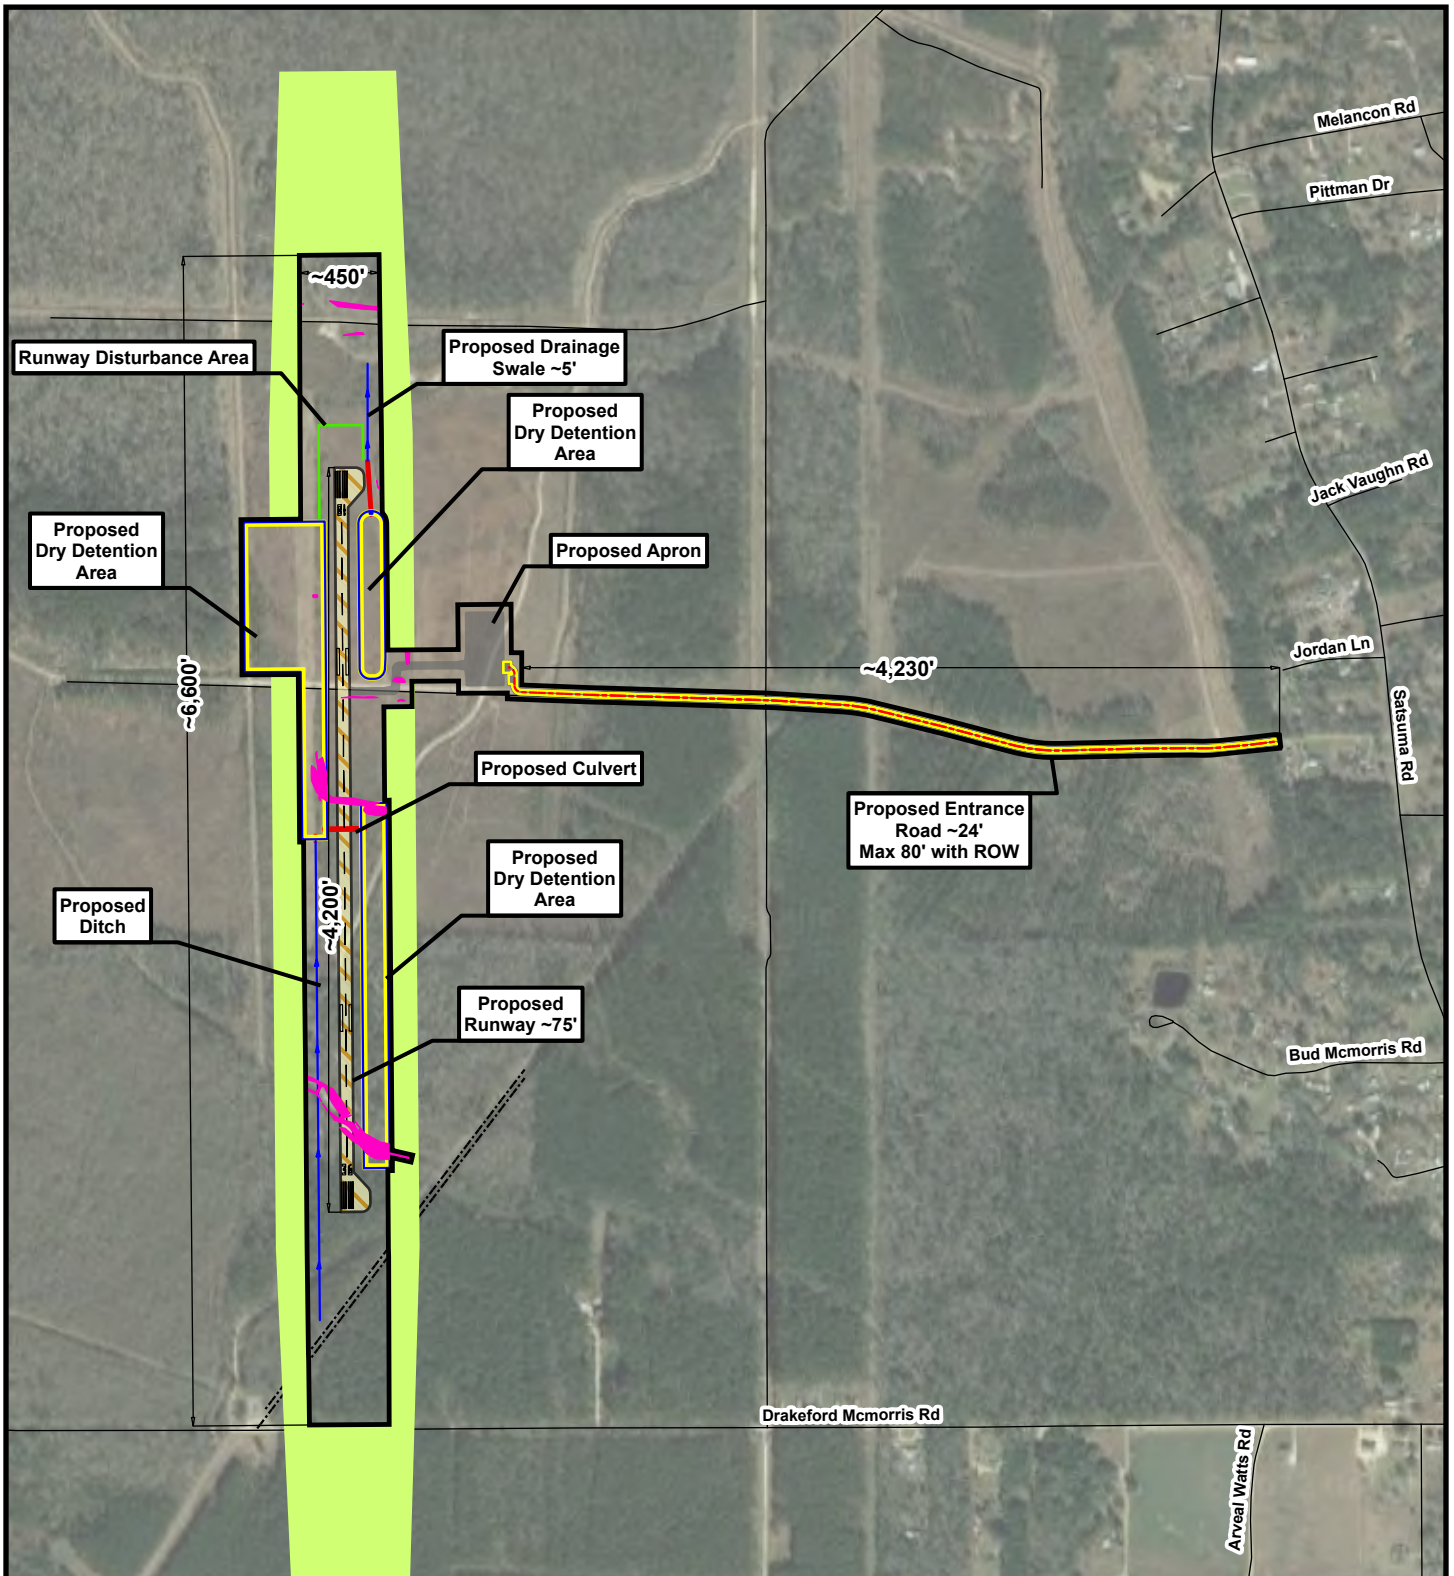 Melancon Rd
Pittman Dr
~450'
Runway Disturbance Area
Proposed Drainage
Swale ~5'
Proposed
Dry Detention
Area
Jack Vaughn Rd
Proposed
Dry Detention
Area
Proposed Apron
Jordan Ln
~4,230'
~6,600'
Satsuma Rd
Proposed Culvert
Proposed Entrance
Road ~24'
Max 80' with ROW
Proposed
Dry Detention
Area
~4,200'
Proposed
Ditch
Proposed
Runway ~75'
Bud Mcmorris Rd
Drakeford Mcmorris Rd
Arveal Watts Rd